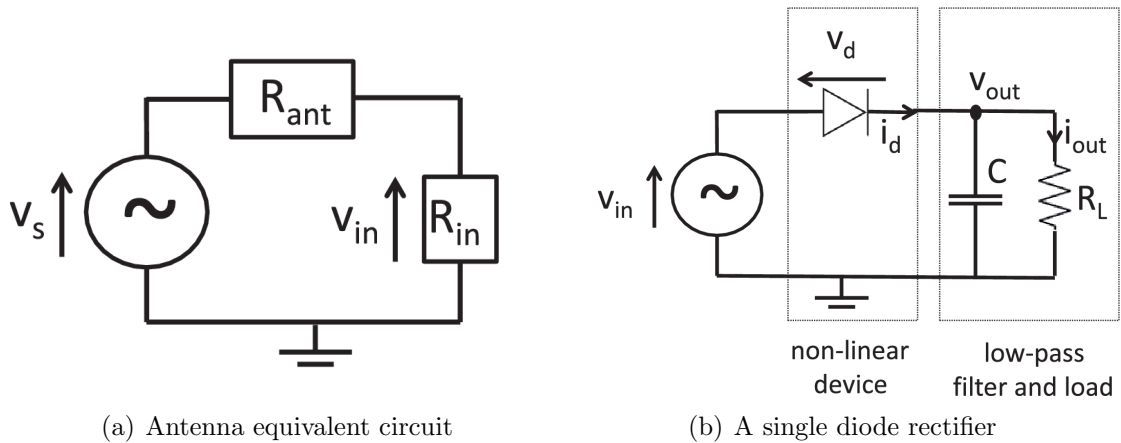 R_ant
v_s
~
v_in
R_in
(a) Antenna equivalent circuit
v_d
v_out
i_d
i_out
v_in
~
C
R_L
non-linear
device
low-pass
filter and load
(b) A single diode rectifier